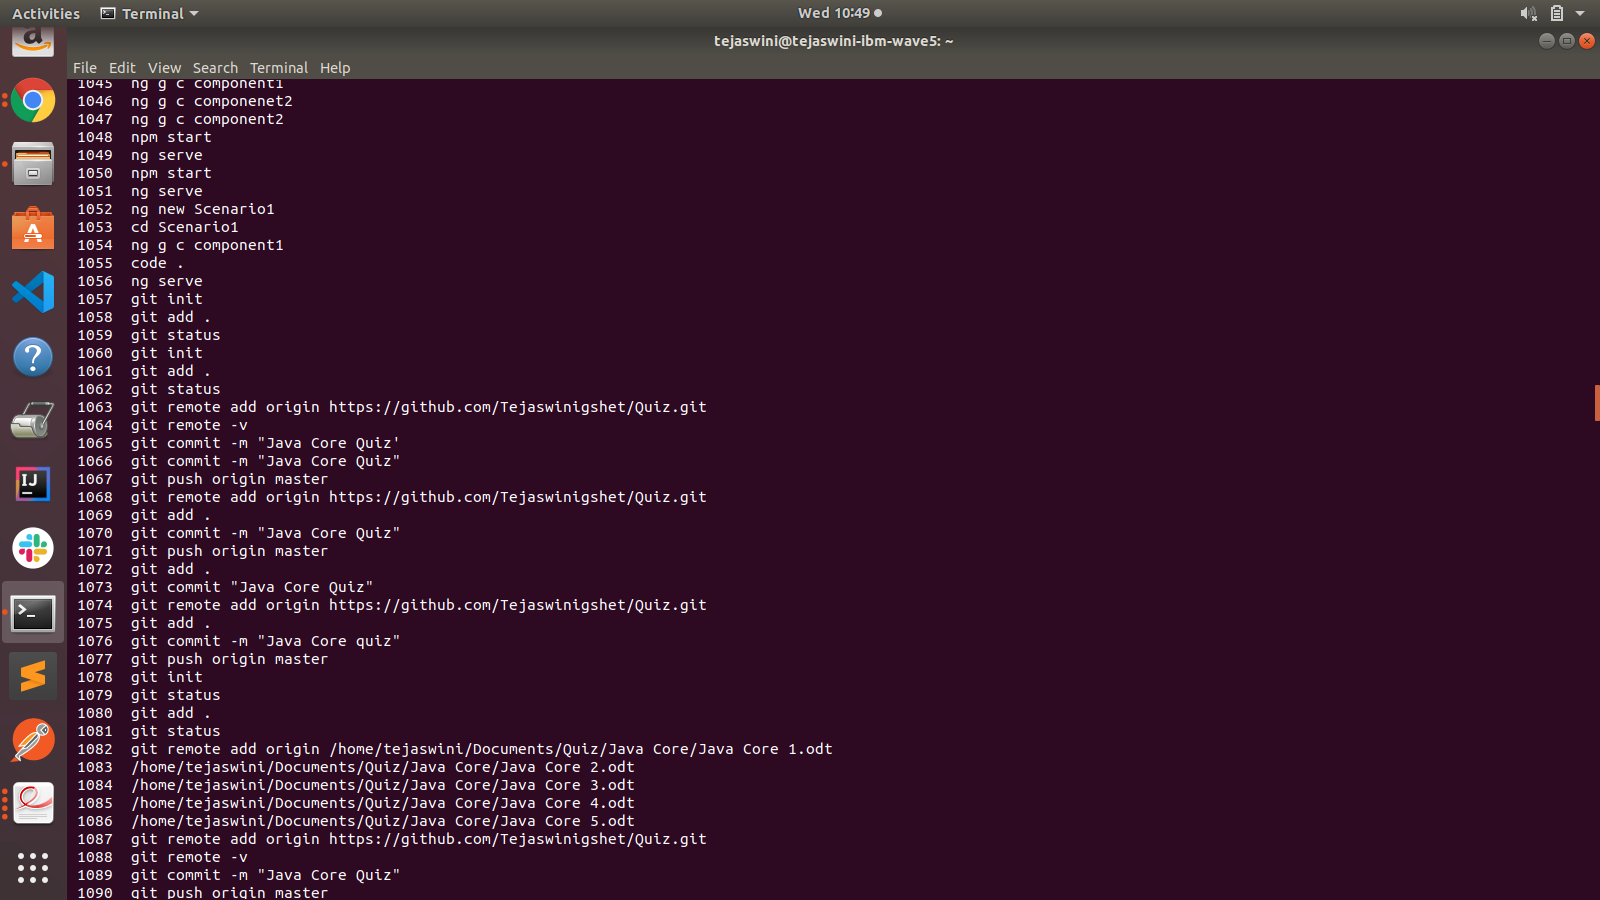 Activities Terminal Wed 10:49
tejaswini@tejaswini-ibm-wave5: ~
File Edit View Search Terminal Help
1045 ng g c component1
1046 ng g c componenet2
1047 ng g c component2
1048 npm start
1049 ng serve
1050 npm start
1051 ng serve
1052 ng new Scenario1
1053 cd Scenario1
1054 ng g c component1
1055 code .
1056 ng serve
1057 git init
1058 git add .
1059 git status
1060 git init
1061 git add .
1062 git status
1063 git remote add origin https://github.com/Tejaswinigshet/Quiz.git
1064 git remote -v
1065 git commit -m "Java Core Quiz'
1066 git commit -m "Java Core Quiz"
1067 git push origin master
1068 git remote add origin https://github.com/Tejaswinigshet/Quiz.git
1069 git add .
1070 git commit -m "Java Core Quiz"
1071 git push origin master
1072 git add .
1073 git commit "Java Core Quiz"
1074 git remote add origin https://github.com/Tejaswinigshet/Quiz.git
1075 git add .
1076 git commit -m "Java Core quiz"
1077 git push origin master
1078 git init
1079 git status
1080 git add .
1081 git status
1082 git remote add origin /home/tejaswini/Documents/Quiz/Java Core/Java Core 1.odt
1083 /home/tejaswini/Documents/Quiz/Java Core/Java Core 2.odt
1084 /home/tejaswini/Documents/Quiz/Java Core/Java Core 3.odt
1085 /home/tejaswini/Documents/Quiz/Java Core/Java Core 4.odt
1086 /home/tejaswini/Documents/Quiz/Java Core/Java Core 5.odt
1087 git remote add origin https://github.com/Tejaswinigshet/Quiz.git
1088 git remote -v
1089 git commit -m "Java Core Quiz"
1090 git push origin master